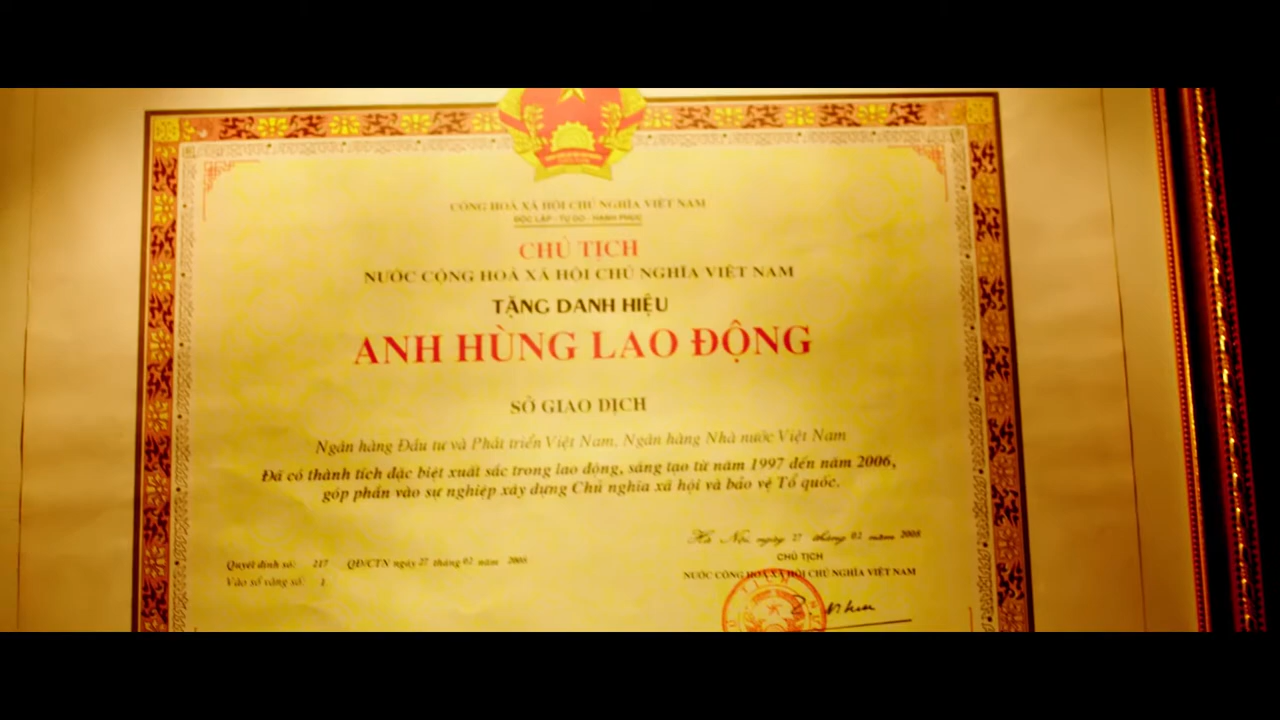 CỘNG HOÀ XÃ HỘI CHỦ NGHĨA VIỆT NAM
ĐỘC LẬP - TỰ DO - HẠNH PHÚC
CHỦ TỊCH
NƯỚC CỘNG HOÀ XÃ HỘI CHỦ NGHĨA VIỆT NAM
TẶNG DANH HIỆU
ANH HÙNG LAO ĐỘNG
SỞ GIAO DỊCH
Ngân hàng Đầu tư và Phát triển Việt Nam, Ngân hàng Nhà nước Việt Nam
Đã có thành tích đặc biệt xuất sắc trong lao động, sáng tạo từ năm 1997 đến năm 2006,
góp phần vào sự nghiệp xây dựng Chủ nghĩa xã hội và bảo vệ Tổ quốc.
Quyết định số: 217 QĐ/CTN ngày 27 tháng 02 năm 2008
Vào sổ vàng số: 1
Hà Nội, ngày 27 tháng 02 năm 2008
CHỦ TỊCH
NƯỚC CỘNG HOÀ XÃ HỘI CHỦ NGHĨA VIỆT NAM